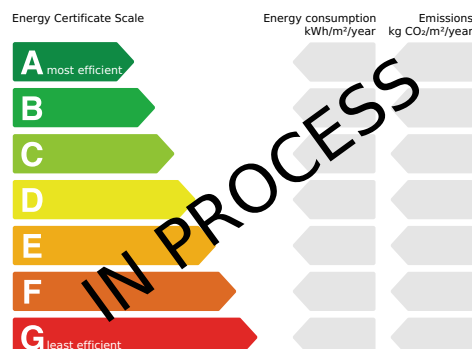 Energy Certificate Scale
Energy consumption
kWh/m²/year
Emissions
kg CO₂/m²/year
A most efficient
B
C
D
E
F
G least efficient
IN PROCESS